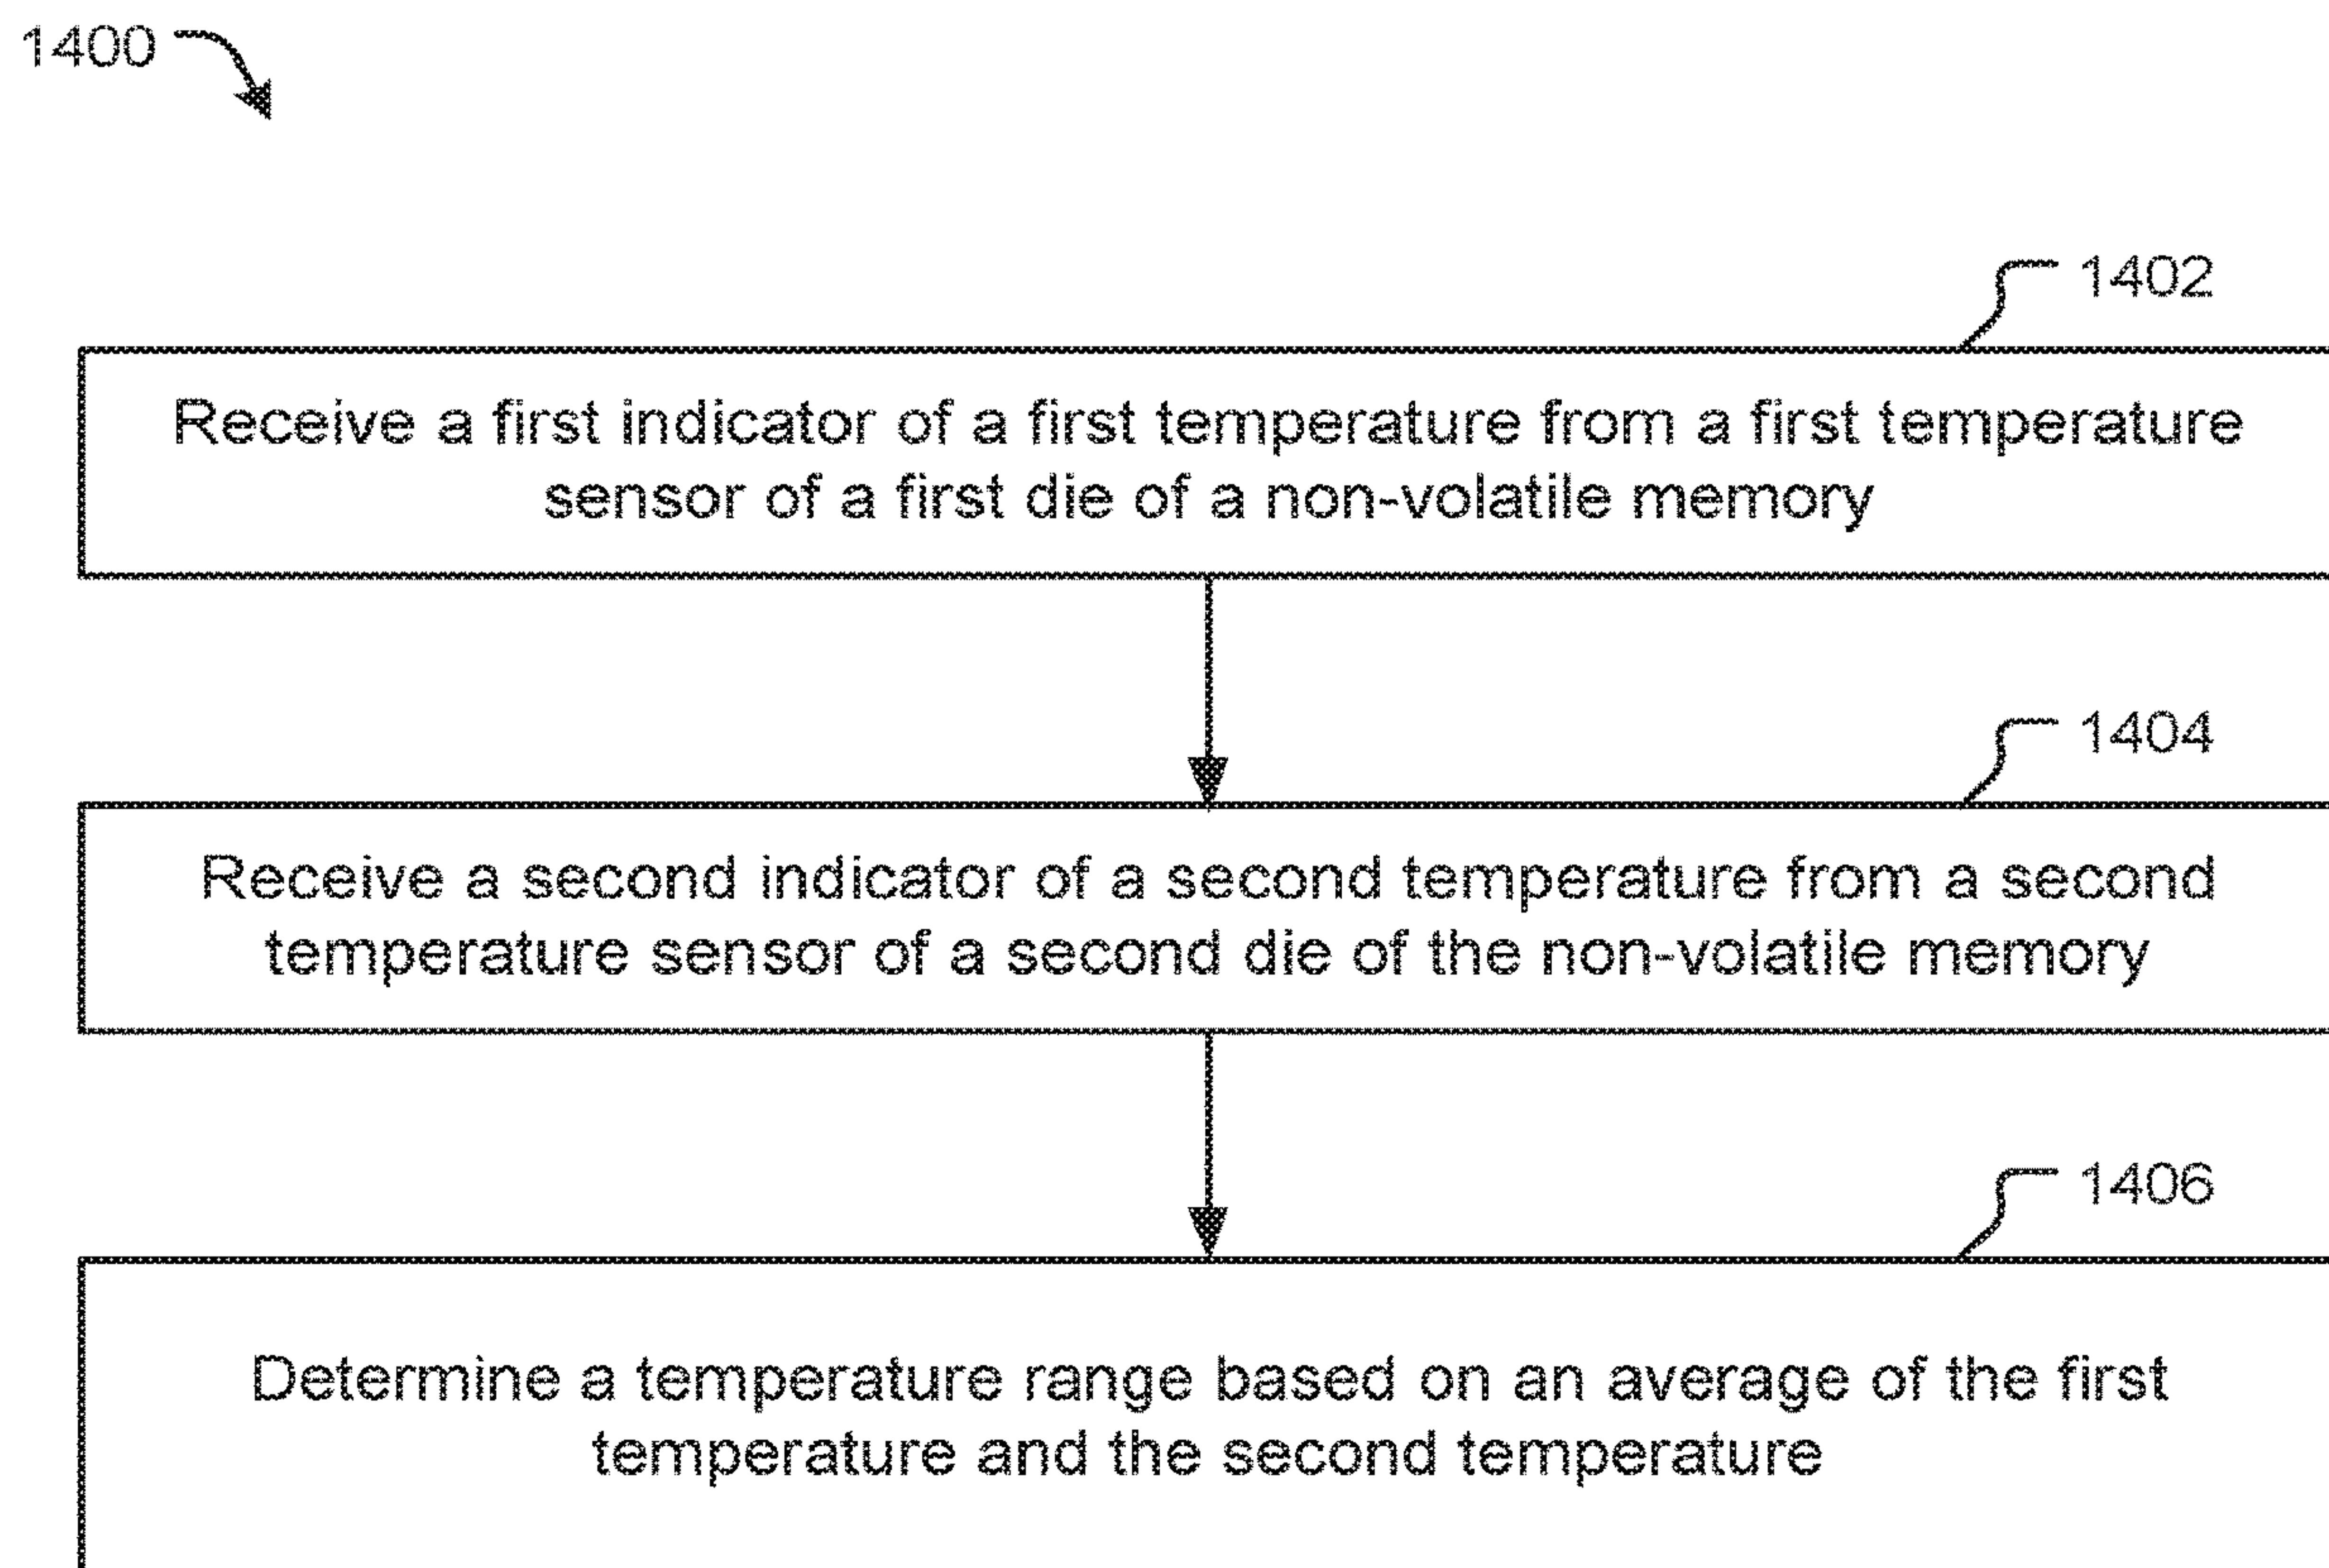 1400
1402
Receive a first indicator of a first temperature from a first temperature
sensor of a first die of a non-volatile memory
1404
Receive a second indicator of a second temperature from a second
temperature sensor of a second die of the non-volatile memory
1406
Determine a temperature range based on an average of the first
temperature and the second temperature